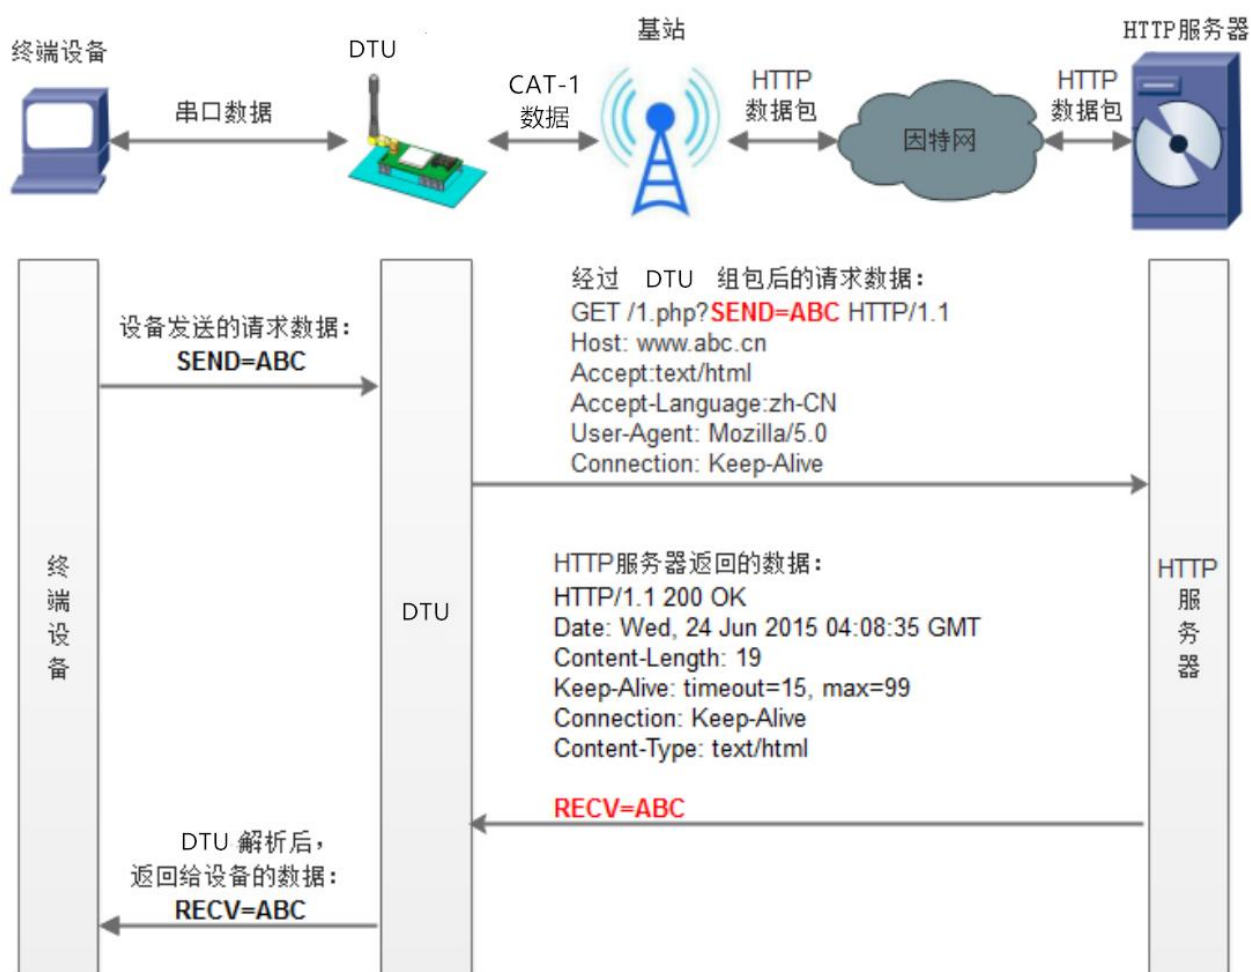 终端设备
DTU
基站
HTTP服务器
串口数据
CAT-1
数据
HTTP
数据包
因特网
HTTP
数据包
设备发送的请求数据：
SEND=ABC
经过 DTU 组包后的请求数据：
GET /1.php?SEND=ABC HTTP/1.1
Host: www.abc.cn
Accept:text/html
Accept-Language:zh-CN
User-Agent: Mozilla/5.0
Connection: Keep-Alive
终
端
设
备
DTU
HTTP
服
务
器
HTTP服务器返回的数据：
HTTP/1.1 200 OK
Date: Wed, 24 Jun 2015 04:08:35 GMT
Content-Length: 19
Keep-Alive: timeout=15, max=99
Connection: Keep-Alive
Content-Type: text/html
RECV=ABC
DTU 解析后，
返回给设备的数据：
RECV=ABC